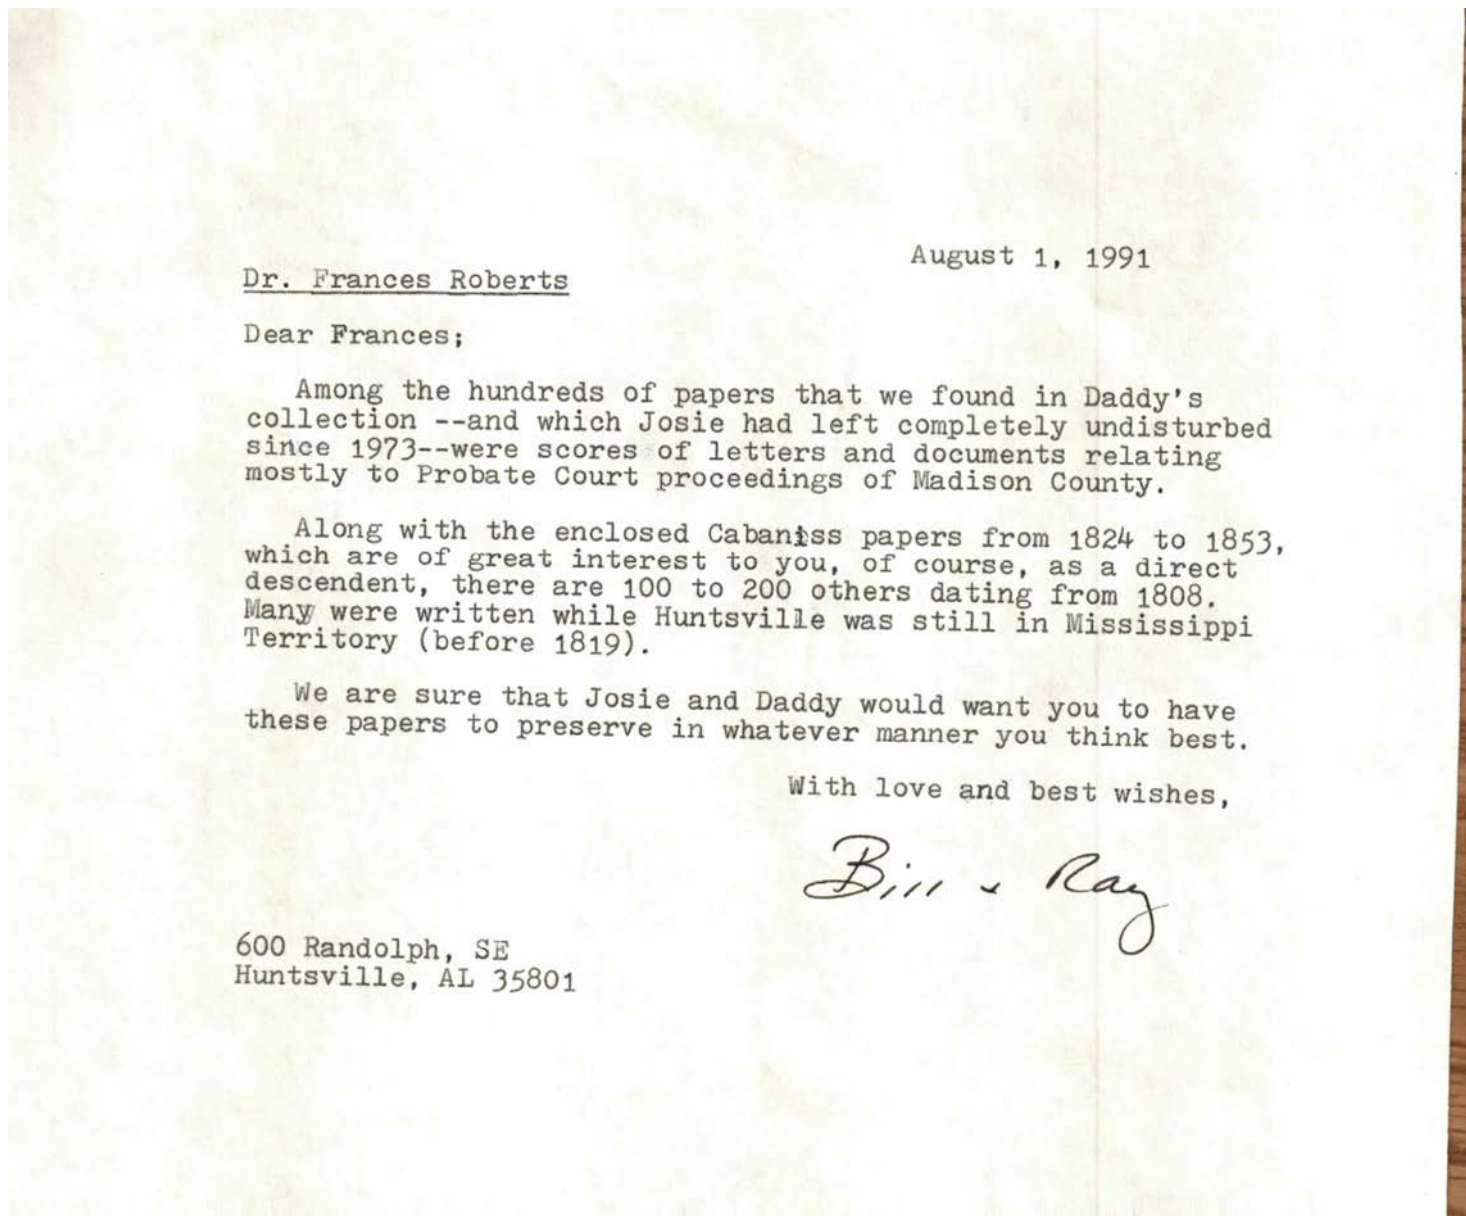 August 1, 1991
Dr. Frances Roberts
Dear Frances;
Among the hundreds of papers that we found in Daddy's
collection --and which Josie had left completely undisturbed
since 1973--were scores of letters and documents relating
mostly to Probate Court proceedings of Madison County.
Along with the enclosed Cabaniss papers from 1824 to 1853,
which are of great interest to you, of course, as a direct
descendent, there are 100 to 200 others dating from 1808.
Many were written while Huntsville was still in Mississippi
Territory (before 1819).
We are sure that Josie and Daddy would want you to have
these papers to preserve in whatever manner you think best.
With love and best wishes,
Bill & Ray
600 Randolph, SE
Huntsville, AL 35801